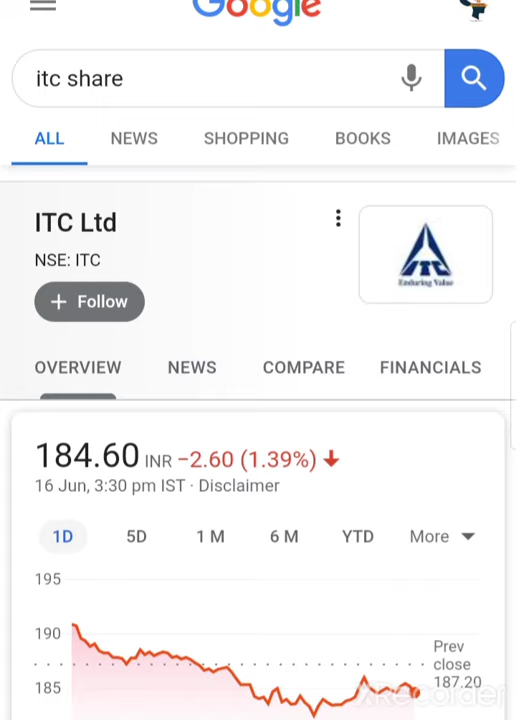 Google
itc share
ALL NEWS SHOPPING BOOKS IMAGES
ITC Ltd
NSE: ITC
+ Follow
ITC
Enduring Value
OVERVIEW NEWS COMPARE FINANCIALS
184.60 INR −2.60 (1.39%)
16 Jun, 3:30 pm IST · Disclaimer
1D 5D 1 M 6 M YTD More
195
190
Prev
close
187.20
185
XRecorder